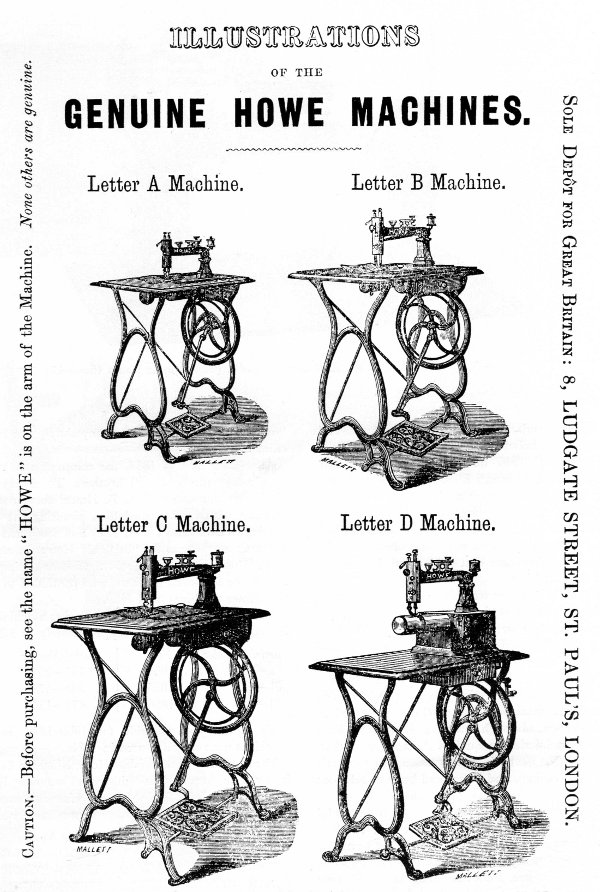 ILLUSTRATIONS
OF THE
GENUINE HOWE MACHINES.
Letter A Machine.
Letter B Machine.
HOWE
HOWE
MALLETT
MALLETT
Letter C Machine.
Letter D Machine.
HOWE
HOWE
MALLETT
MALLETT
CAUTION.—Before purchasing, see the name "HOWE" is on the arm of the Machine. None others are genuine.
SOLE DEPÔT FOR GREAT BRITAIN: 8, LUDGATE STREET, ST. PAUL'S, LONDON.